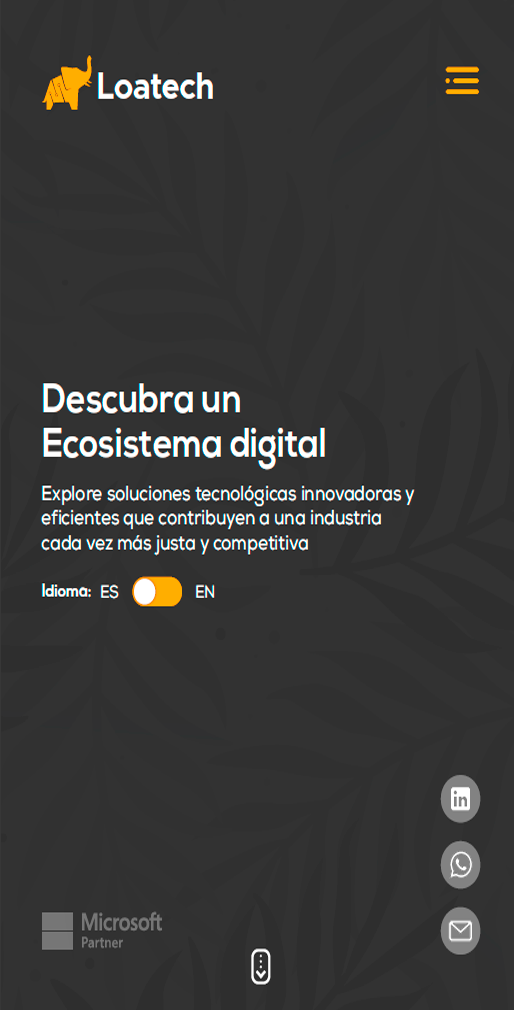 Loatech
Descubra un
Ecosistema digital
Explore soluciones tecnológicas innovadoras y
eficientes que contribuyen a una industria
cada vez más justa y competitiva
Idioma: ES EN
in
Microsoft
Partner